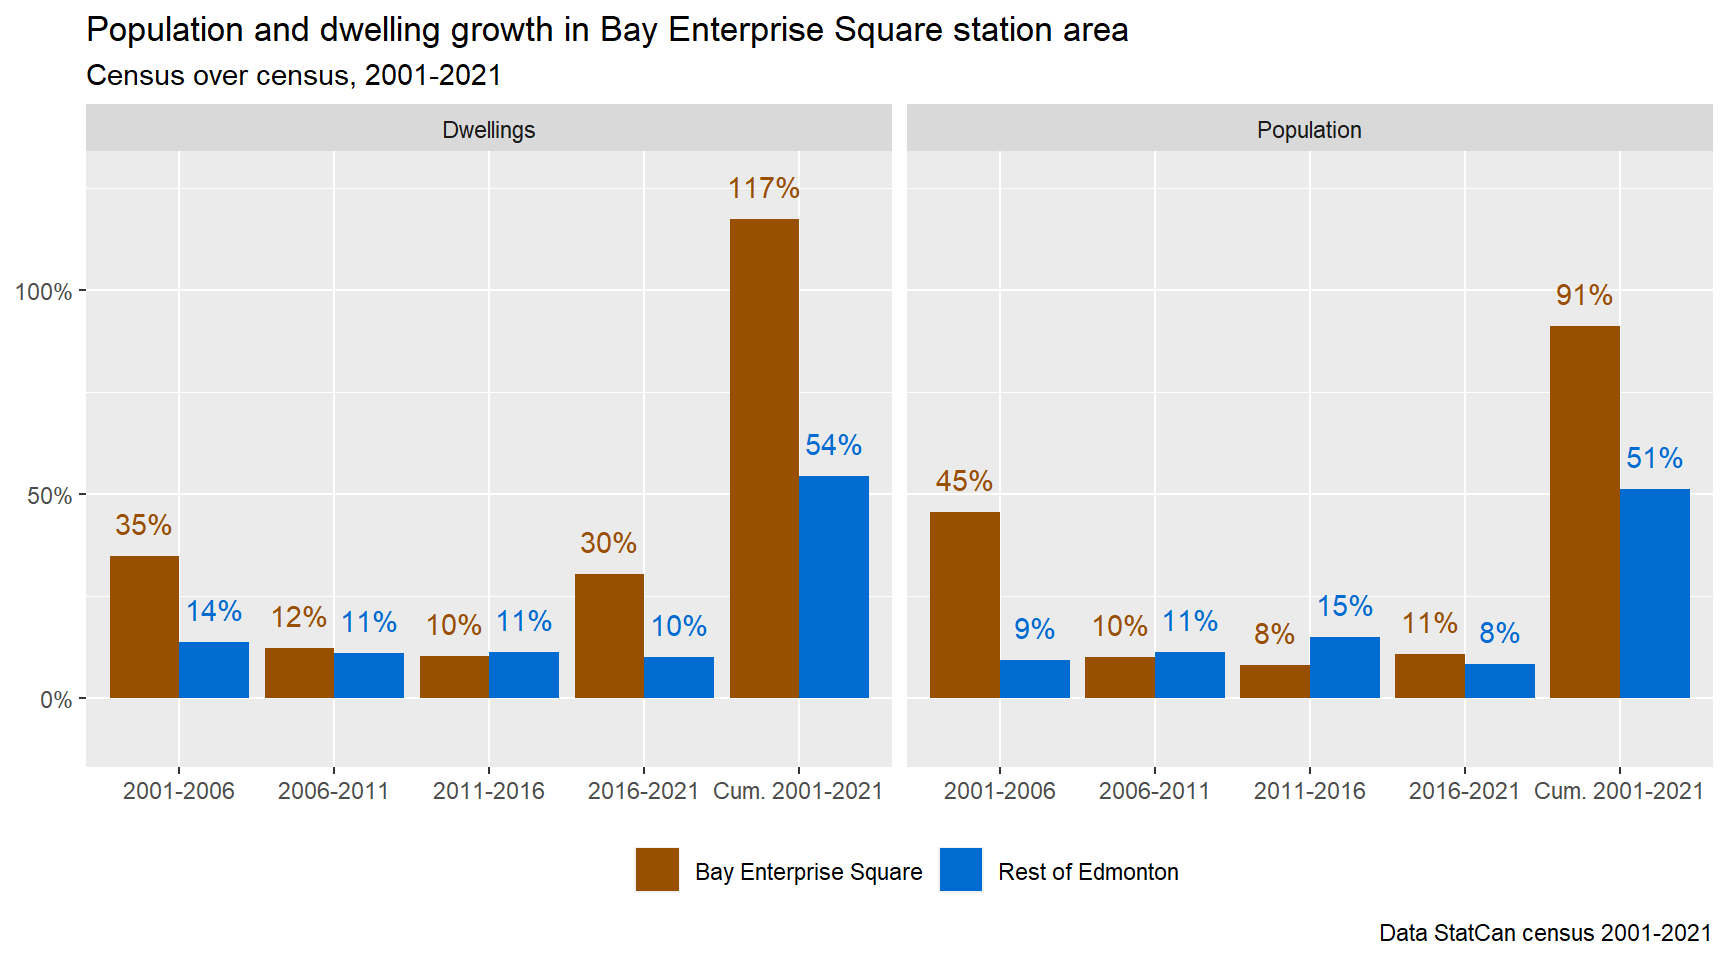 Population and dwelling growth in Bay Enterprise Square station area
Census over census, 2001-2021
Dwellings
Population
117%
100%
91%
54%
51%
50%
45%
35%
30%
14%
12%
11%
10%
11%
10%
9%
10%
11%
8%
15%
11%
8%
0%
2001-2006 2006-2011 2011-2016 2016-2021 Cum. 2001-2021
2001-2006 2006-2011 2011-2016 2016-2021 Cum. 2001-2021
Bay Enterprise Square
Rest of Edmonton
Data StatCan census 2001-2021